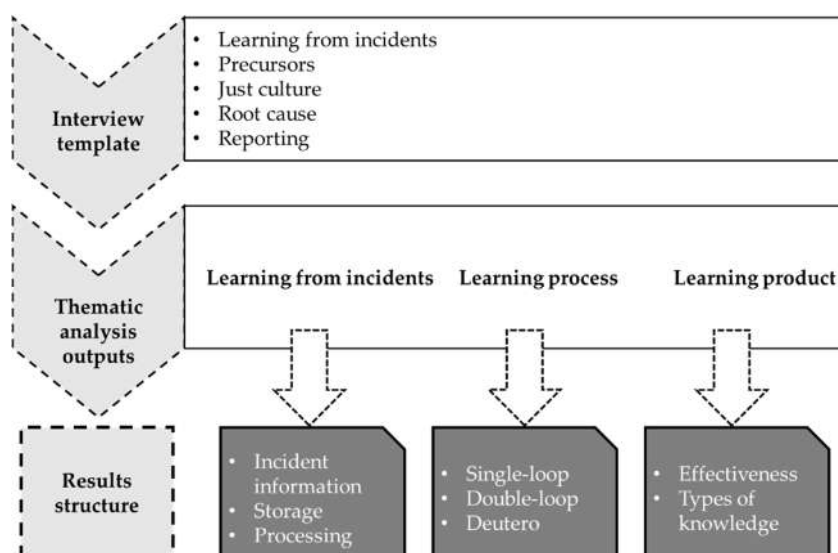 Interview
template
• Learning from incidents
• Precursors
• Just culture
• Root cause
• Reporting
Thematic
analysis
outputs
Learning from incidents
Learning process
Learning product
Results
structure
• Incident
information
• Storage
• Processing
• Single-loop
• Double-loop
• Deutero
• Effectiveness
• Types of
knowledge